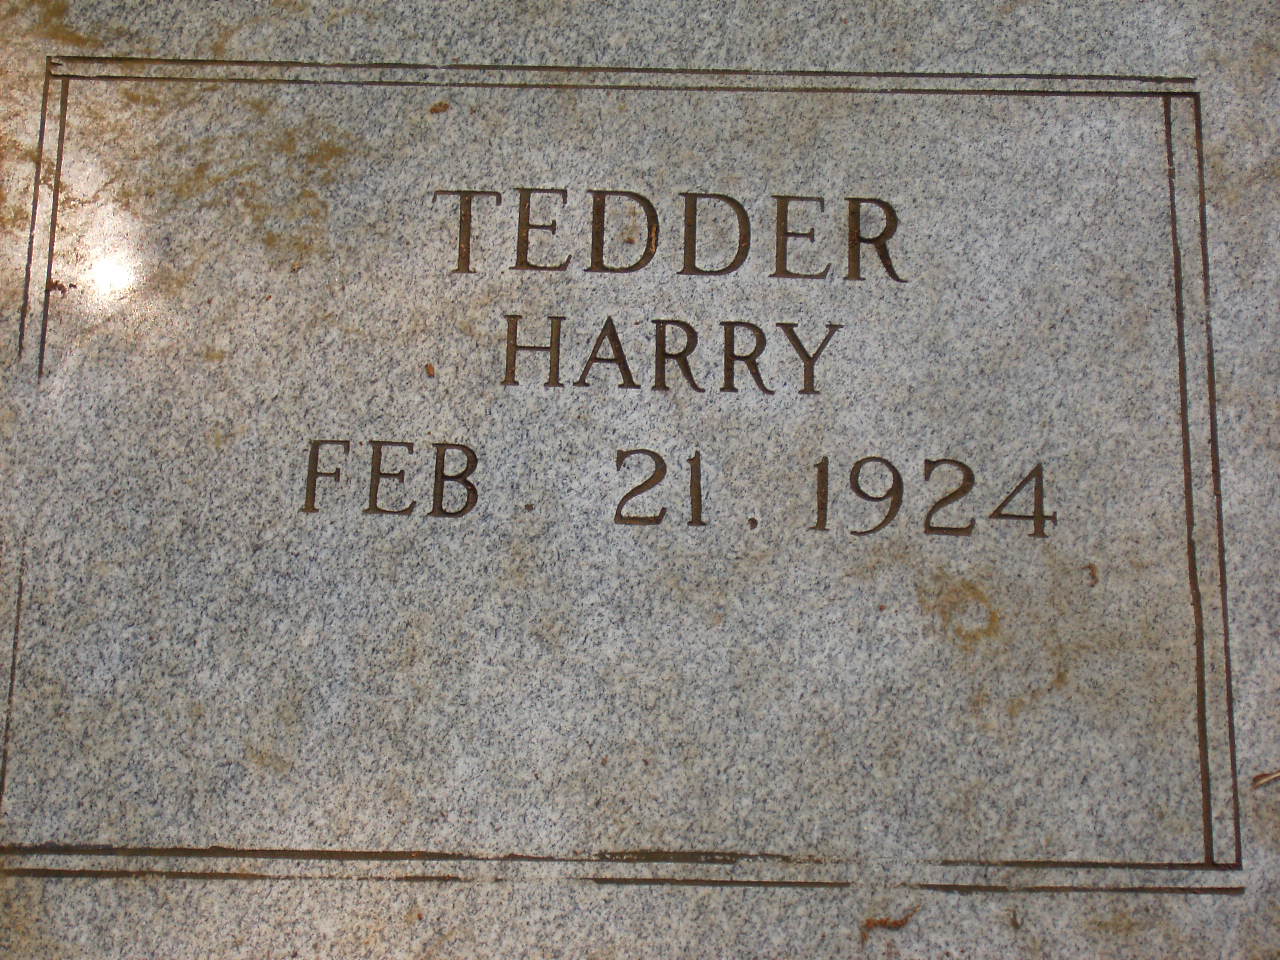 TEDDER
HARRY
FEB. 21. 1924